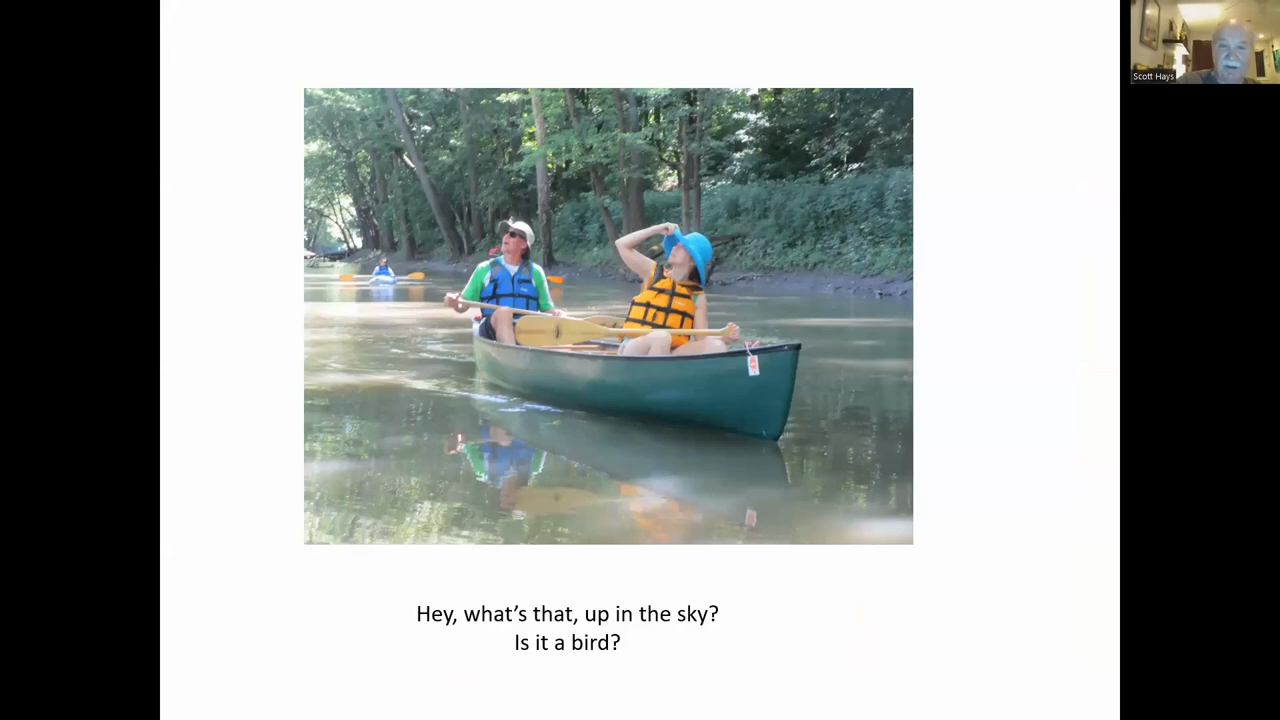 Scott Hays
Hey, what's that, up in the sky?
Is it a bird?